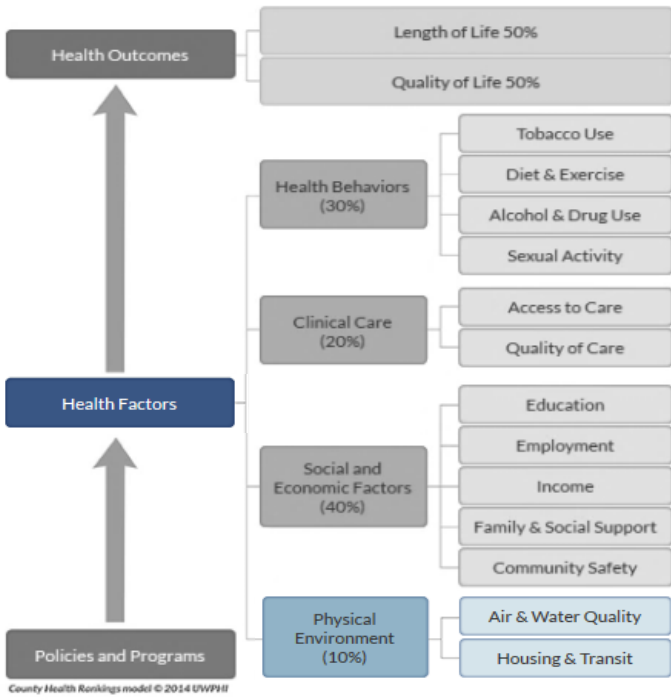 Health Outcomes
Length of Life 50%
Quality of Life 50%
Health Behaviors
(30%)
Tobacco Use
Diet & Exercise
Alcohol & Drug Use
Sexual Activity
Clinical Care
(20%)
Access to Care
Quality of Care
Health Factors
Social and
Economic Factors
(40%)
Education
Employment
Income
Family & Social Support
Community Safety
Physical
Environment
(10%)
Air & Water Quality
Housing & Transit
Policies and Programs
County Health Rankings model © 2014 UWPHI